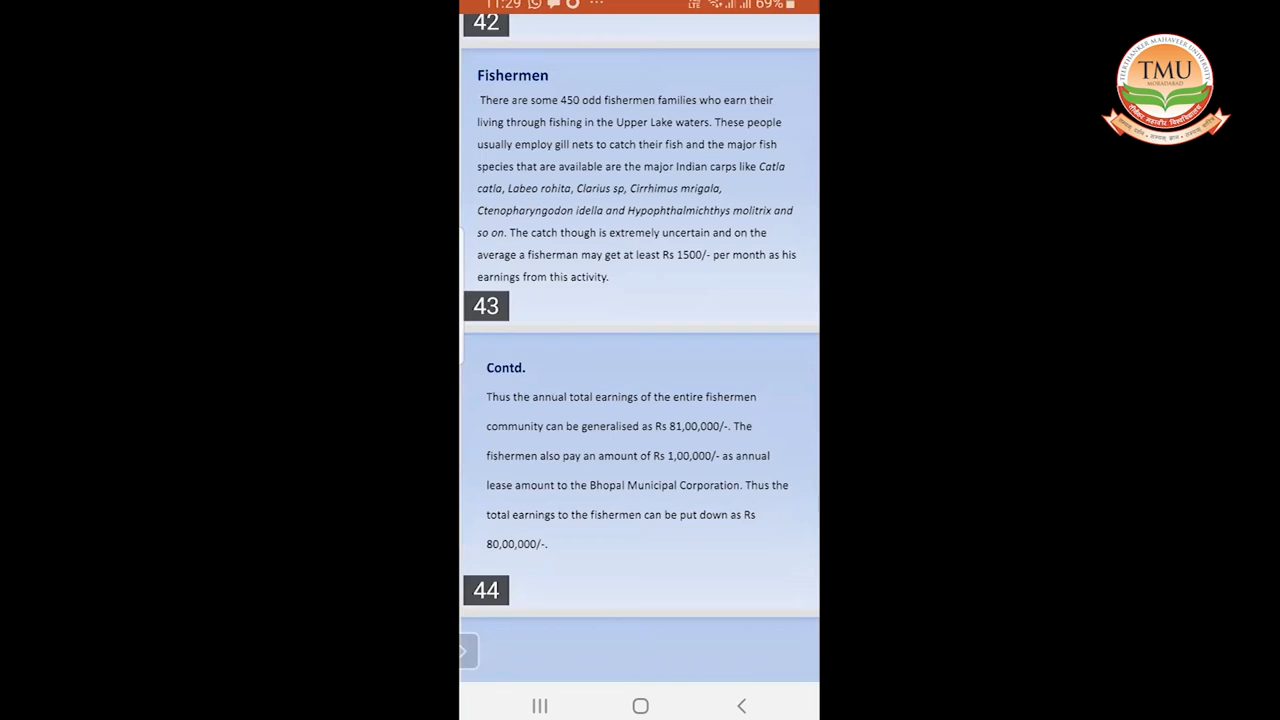 11:29
69%
42
Fishermen
There are some 450 odd fishermen families who earn their
living through fishing in the Upper Lake waters. These people
usually employ gill nets to catch their fish and the major fish
species that are available are the major Indian carps like Catla
catla, Labeo rohita, Clarius sp, Cirrhimus mrigala,
Ctenopharyngodon idella and Hypophthalmichthys molitrix and
so on. The catch though is extremely uncertain and on the
average a fisherman may get at least Rs 1500/- per month as his
earnings from this activity.
43
Contd.
Thus the annual total earnings of the entire fishermen
community can be generalised as Rs 81,00,000/-. The
fishermen also pay an amount of Rs 1,00,000/- as annual
lease amount to the Bhopal Municipal Corporation. Thus the
total earnings to the fishermen can be put down as Rs
80,00,000/-.
44
TEERTHANKER MAHAVEER UNIVERSITY
TMU
MORADABAD